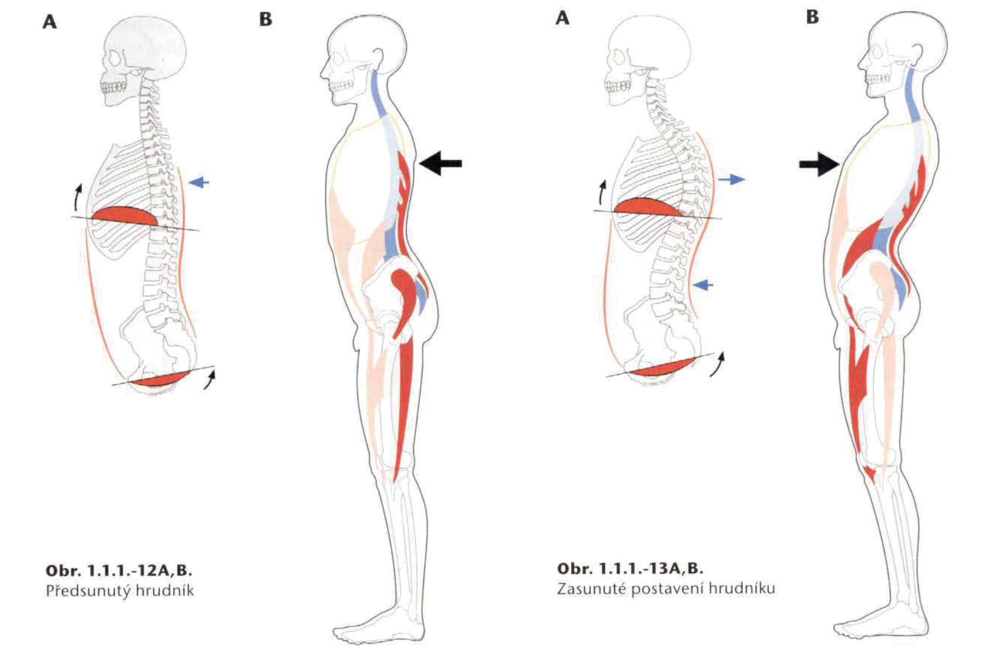 A
B
A
B
Obr. 1.1.1.-12A,B.
Předsunutý hrudník
Obr. 1.1.1.-13A,B.
Zasunuté postavení hrudníku